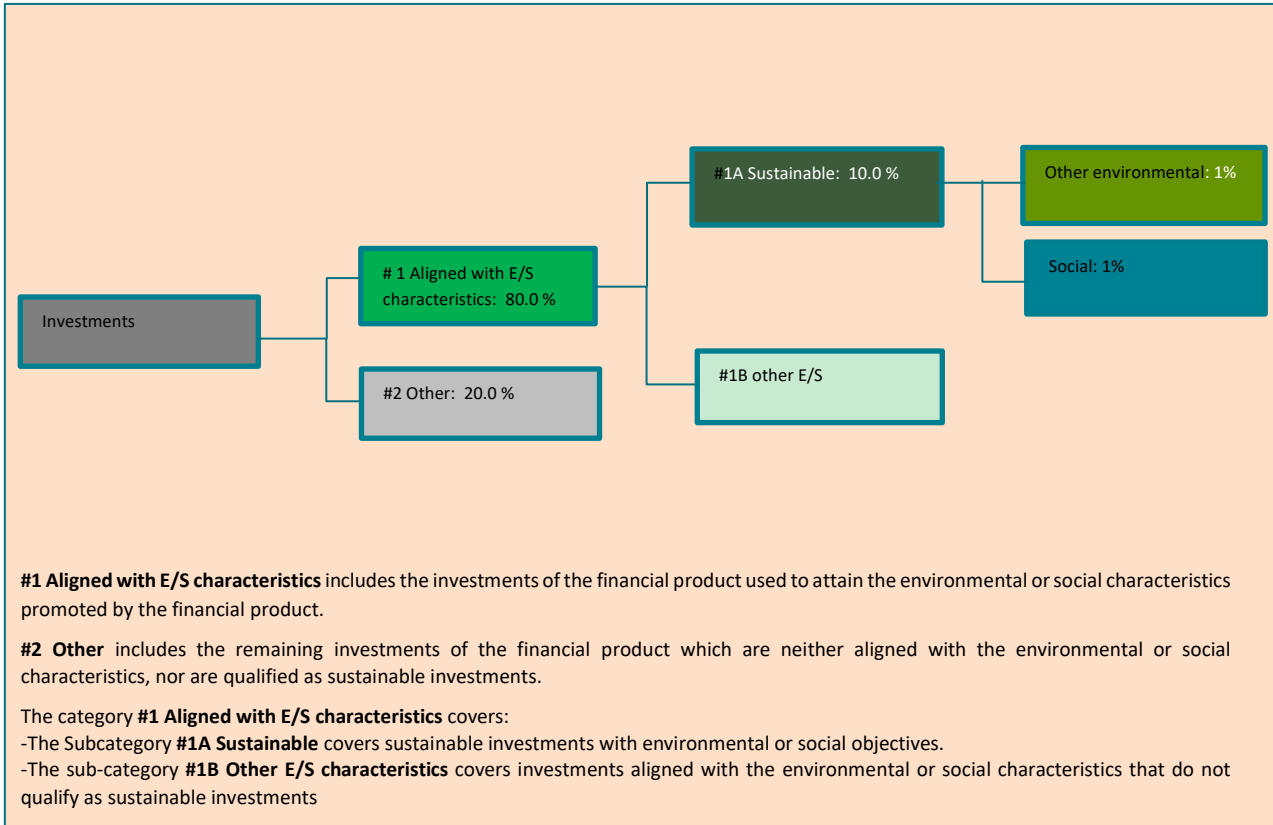 #1A Sustainable: 10.0 %
Other environmental: 1%
# 1 Aligned with E/S
characteristics: 80.0 %
Social: 1%
Investments
#1B other E/S
#2 Other: 20.0 %
#1 Aligned with E/S characteristics includes the investments of the financial product used to attain the environmental or social characteristics
promoted by the financial product.
#2 Other includes the remaining investments of the financial product which are neither aligned with the environmental or social
characteristics, nor are qualified as sustainable investments.
The category #1 Aligned with E/S characteristics covers:
-The Subcategory #1A Sustainable covers sustainable investments with environmental or social objectives.
-The sub-category #1B Other E/S characteristics covers investments aligned with the environmental or social characteristics that do not
qualify as sustainable investments